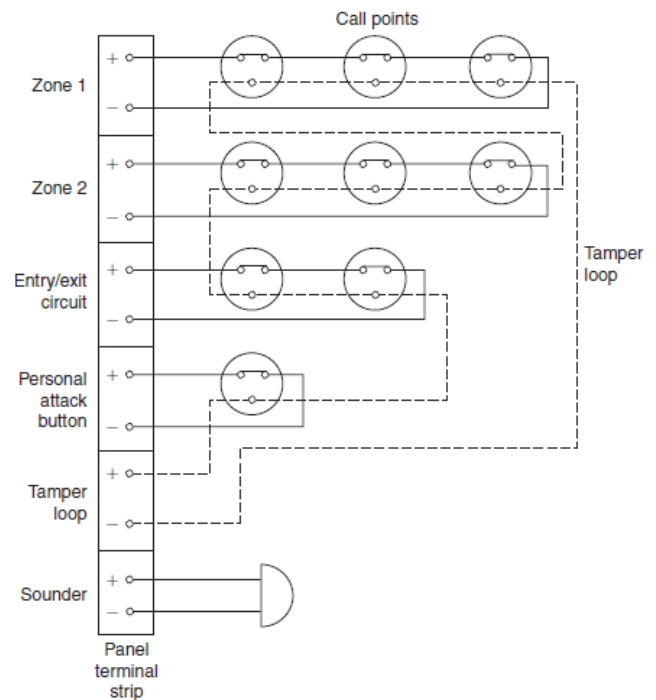 Call points
Zone 1
+
−
Zone 2
+
−
Tamper
loop
Entry/exit
circuit
+
−
Personal
attack
button
+
−
Tamper
loop
+
−
Sounder
+
−
Panel
terminal
strip